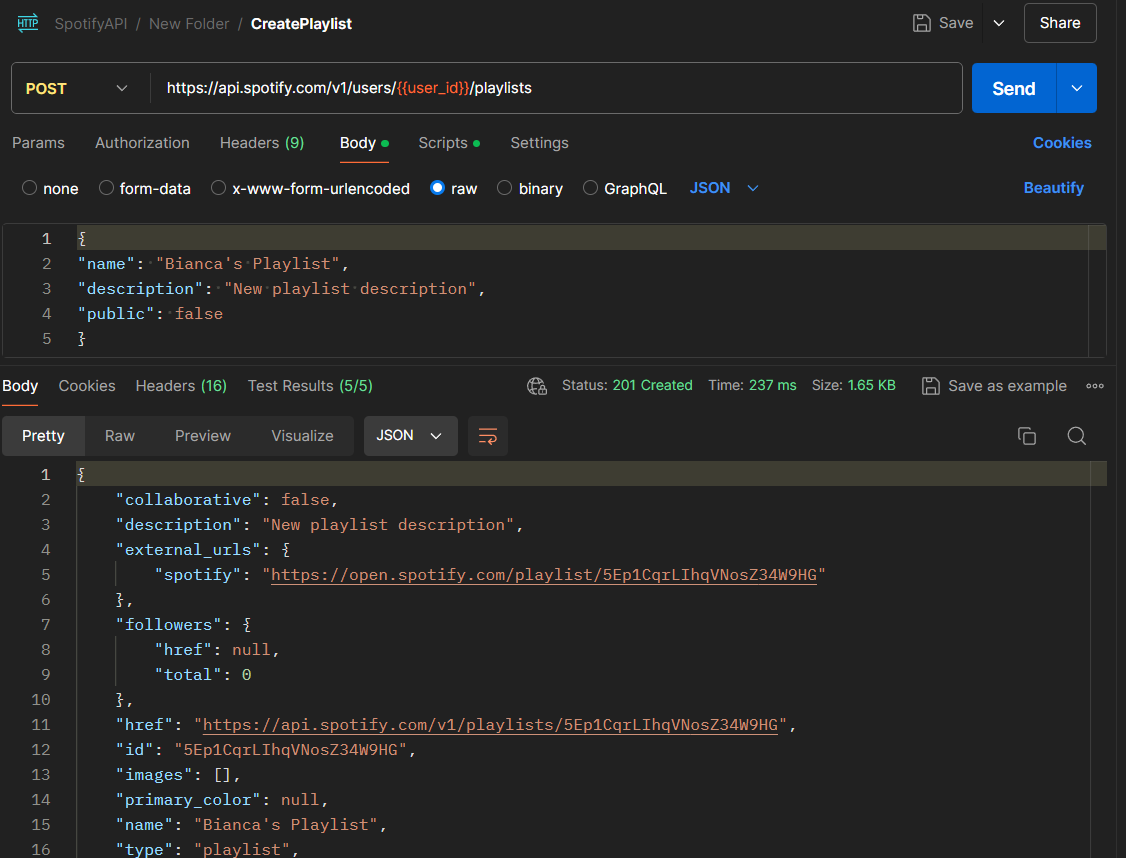 HTTP SpotifyAPI / New Folder / CreatePlaylist Save Share
POST https://api.spotify.com/v1/users/{{user_id}}/playlists Send
Params Authorization Headers (9) Body Scripts Settings Cookies
none form-data x-www-form-urlencoded raw binary GraphQL JSON Beautify
1 {
2 "name": "Bianca's Playlist",
3 "description": "New playlist description",
4 "public": false
5 }
Body Cookies Headers (16) Test Results (5/5) Status: 201 Created Time: 237 ms Size: 1.65 KB Save as example
Pretty Raw Preview Visualize JSON
1 {
2 "collaborative": false,
3 "description": "New playlist description",
4 "external_urls": {
5 "spotify": "https://open.spotify.com/playlist/5Ep1CqrLIhqVNosZ34W9HG"
6 },
7 "followers": {
8 "href": null,
9 "total": 0
10 },
11 "href": "https://api.spotify.com/v1/playlists/5Ep1CqrLIhqVNosZ34W9HG",
12 "id": "5Ep1CqrLIhqVNosZ34W9HG",
13 "images": [],
14 "primary_color": null,
15 "name": "Bianca's Playlist",
16 "type": "playlist",